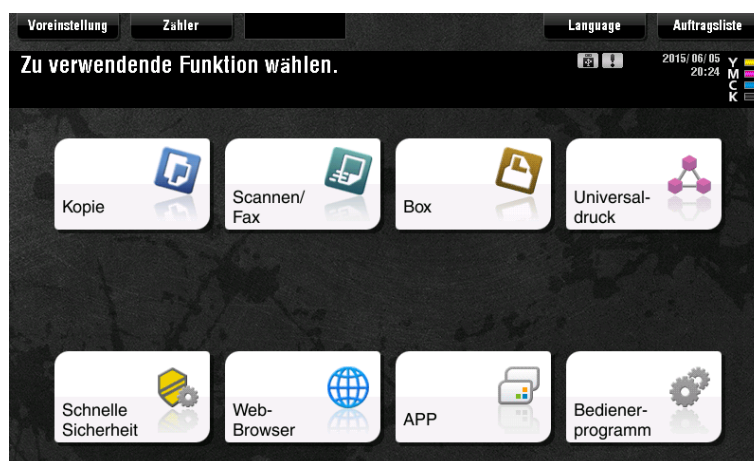 Voreinstellung Zähler Language Auftragsliste
Zu verwendende Funktion wählen.
2015/06/05
20:24
Y
M
C
K
Kopie
Scannen/
Fax
Box
Universal-
druck
Schnelle
Sicherheit
Web-
Browser
APP
Bediener-
programm